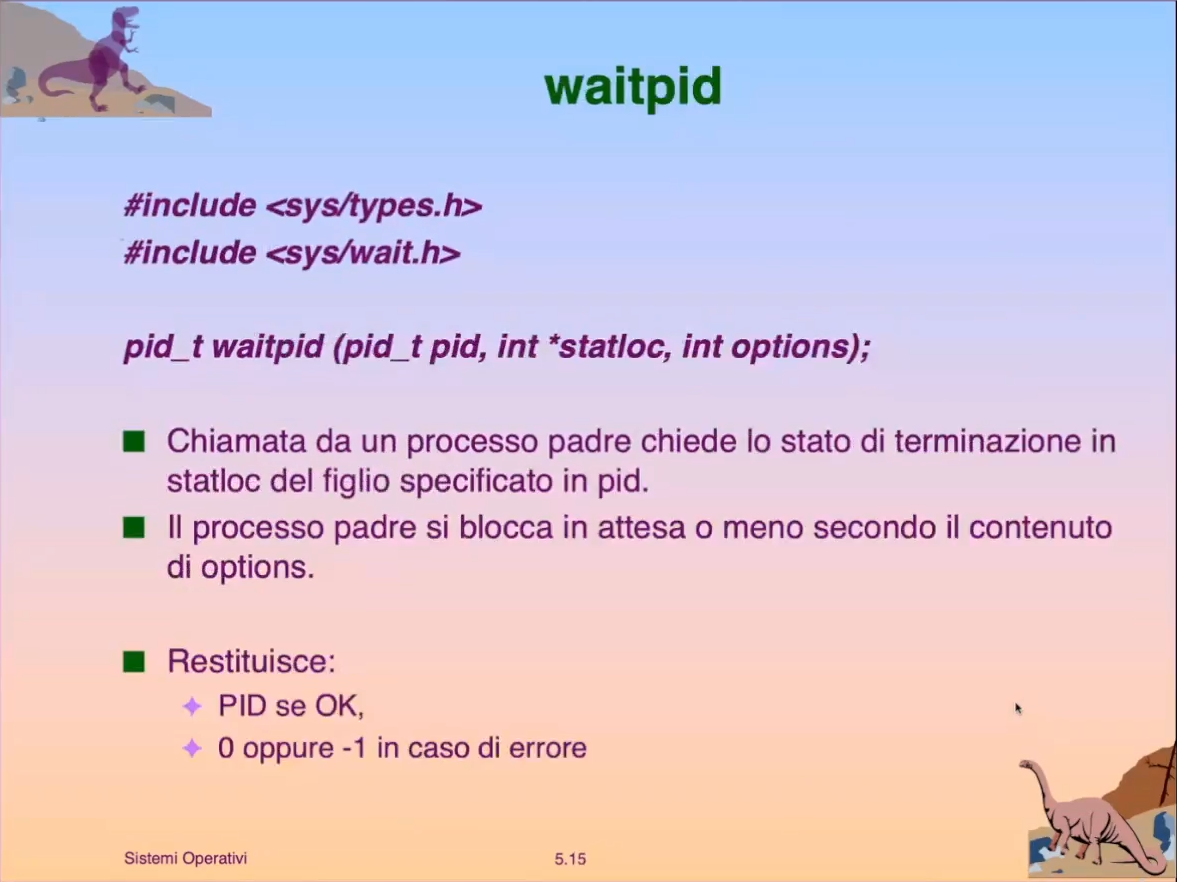 waitpid
#include <sys/types.h>
#include <sys/wait.h>
pid_t waitpid (pid_t pid, int *statloc, int options);
Chiamata da un processo padre chiede lo stato di terminazione in
statloc del figlio specificato in pid.
Il processo padre si blocca in attesa o meno secondo il contenuto
di options.
Restituisce:
PID se OK,
0 oppure -1 in caso di errore
Sistemi Operativi
5.15